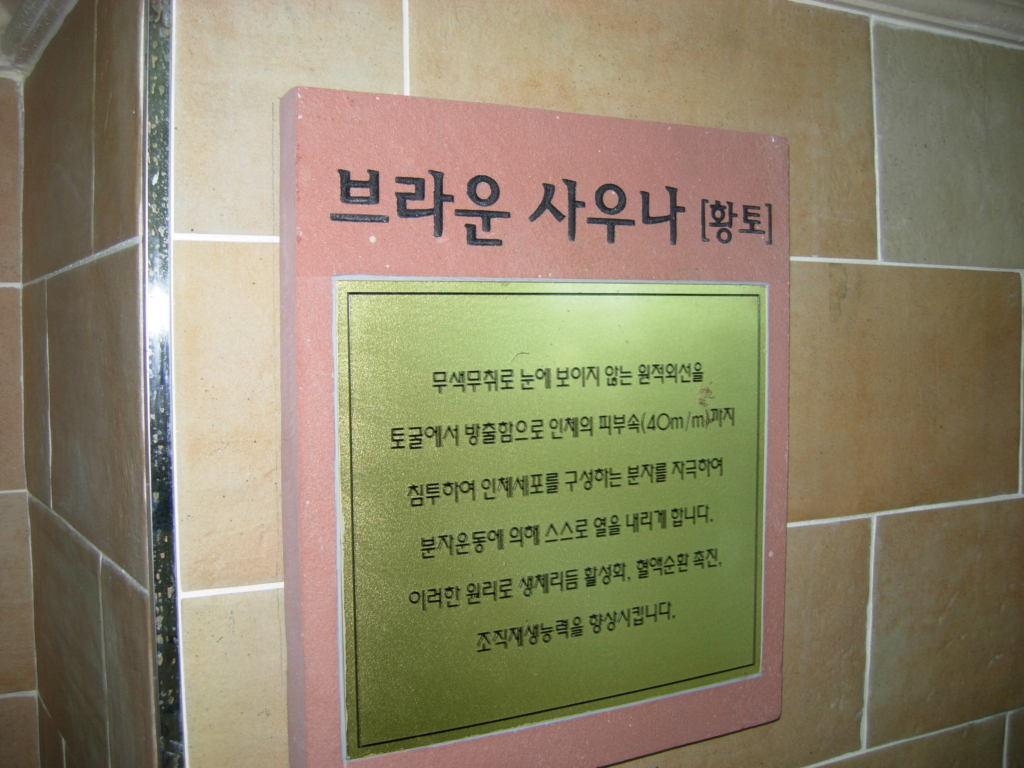 브라운 사우나 [황토]
무색무취로 눈에 보이지 않는 원적외선을
토굴에서 방출함으로 인체의 피부속(40m/m)까지
침투하여 인체세포를 구성하는 분자를 자극하여
분자운동에 의해 스스로 열을 내리게 합니다.
이러한 원리로 생체리듬 활성화, 혈액순환 촉진,
조직재생능력을 향상시킵니다.